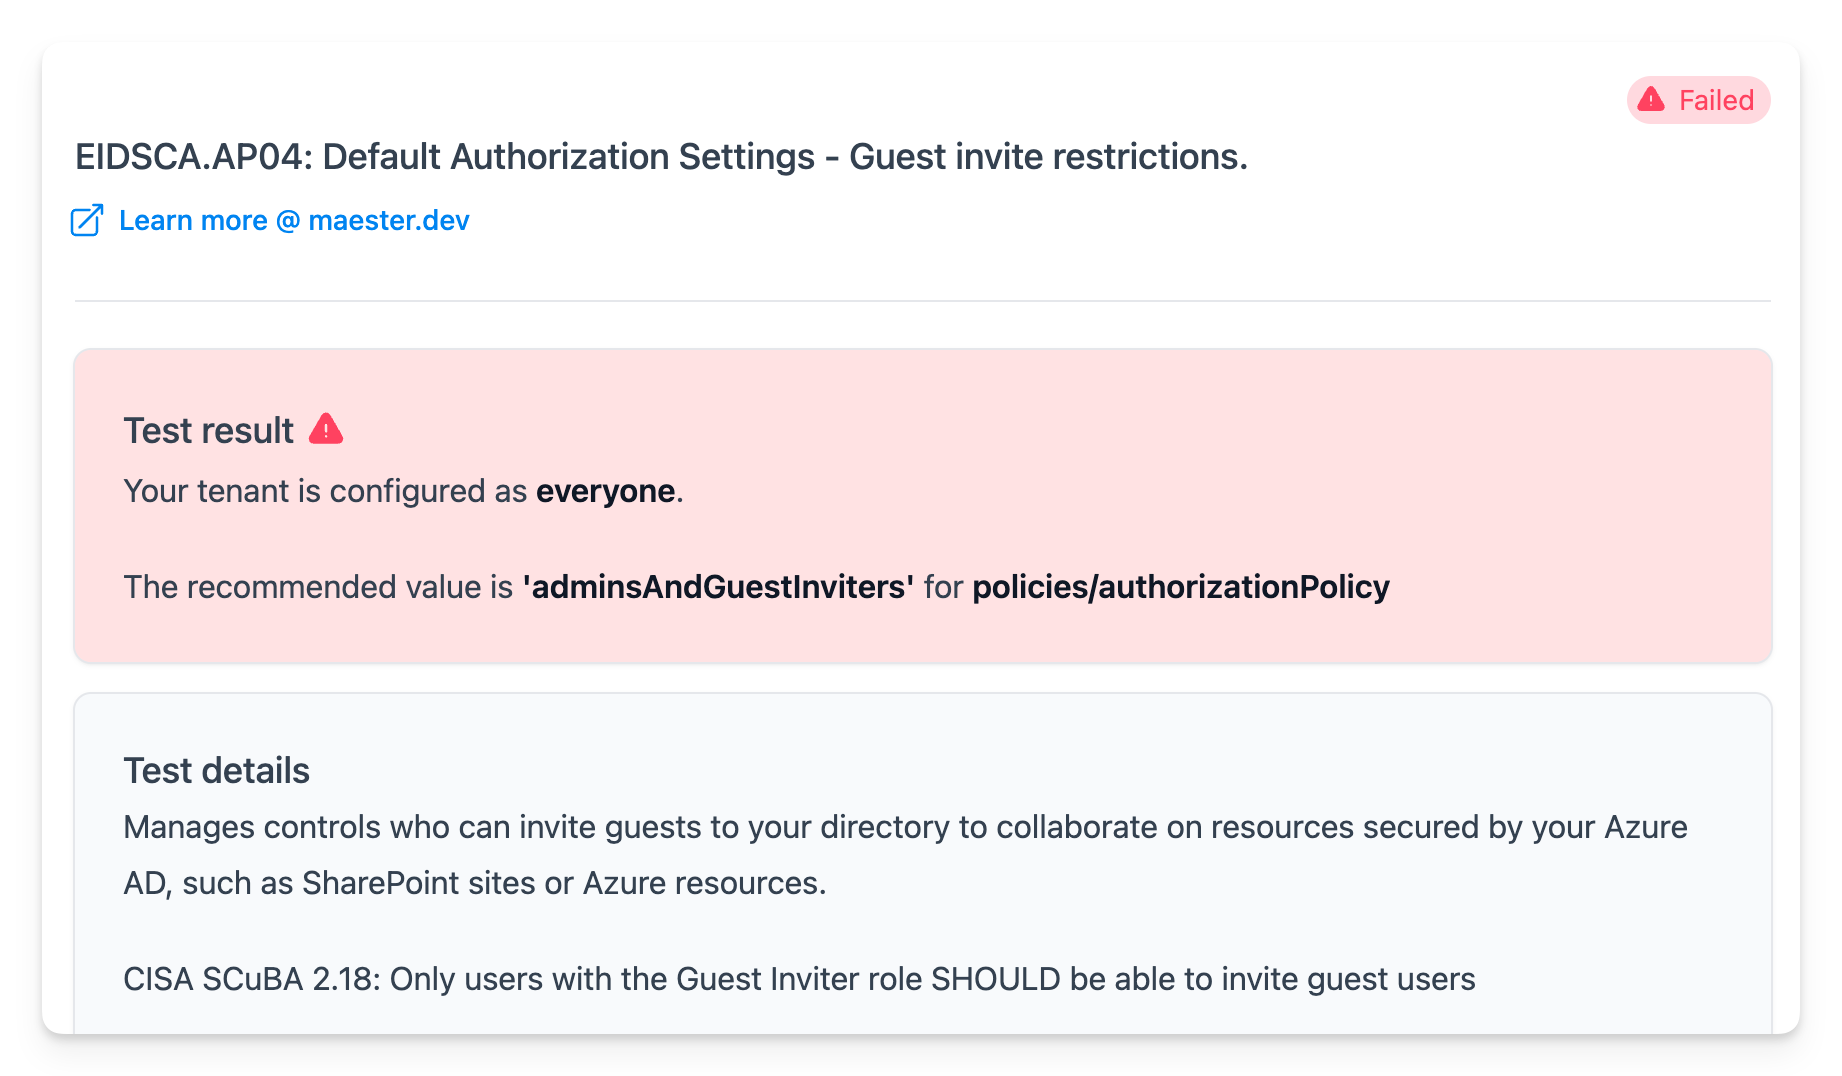 Failed
EIDSCA.AP04: Default Authorization Settings - Guest invite restrictions.
Learn more @ maester.dev
Test result
Your tenant is configured as everyone.
The recommended value is 'adminsAndGuestInviters' for policies/authorizationPolicy
Test details
Manages controls who can invite guests to your directory to collaborate on resources secured by your Azure
AD, such as SharePoint sites or Azure resources.
CISA SCuBA 2.18: Only users with the Guest Inviter role SHOULD be able to invite guest users